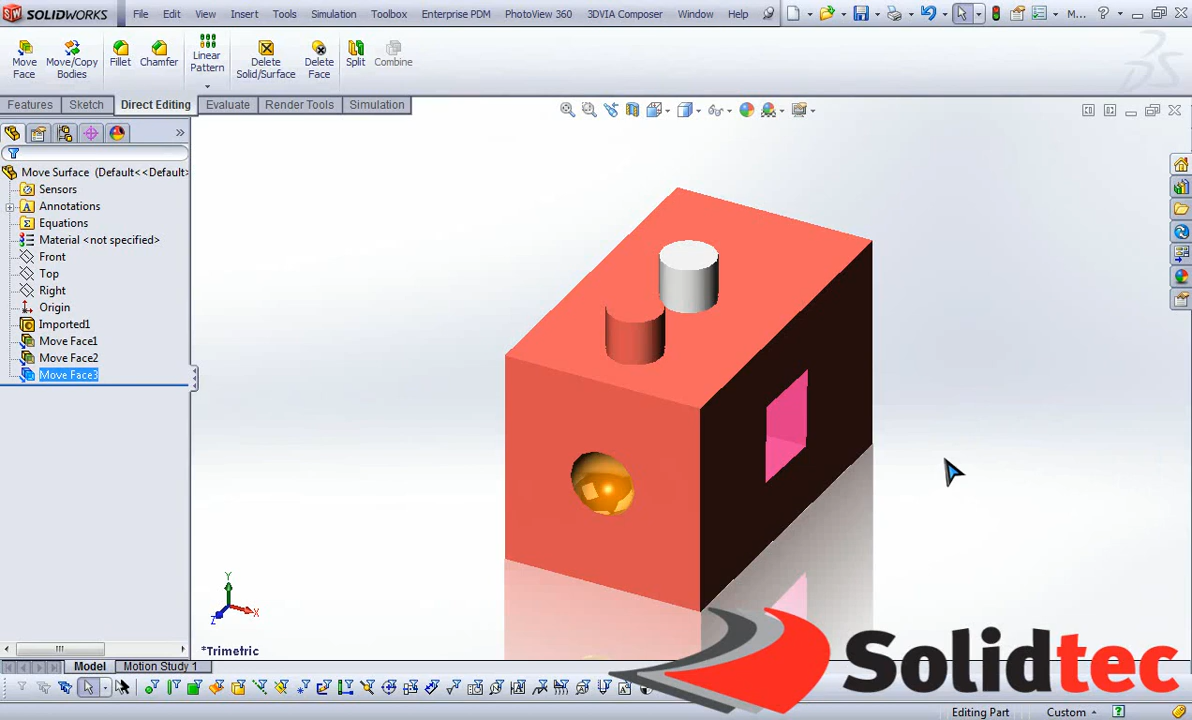 SOLIDWORKS File Edit View Insert Tools Simulation Toolbox Enterprise PDM PhotoView 360 3DVIA Composer Window Help M... ?
Move Face
Move/Copy Bodies
Fillet
Chamfer
Linear Pattern
Delete Solid/Surface
Delete Face
Split
Combine
Features Sketch Direct Editing Evaluate Render Tools Simulation
Move Surface (Default<<Default>
Sensors
Annotations
Equations
Material <not specified>
Front
Top
Right
Origin
Imported1
Move Face1
Move Face2
Move Face3
Y
X
Z
*Trimetric
Model Motion Study 1
Solidtec
Editing Part Custom ?